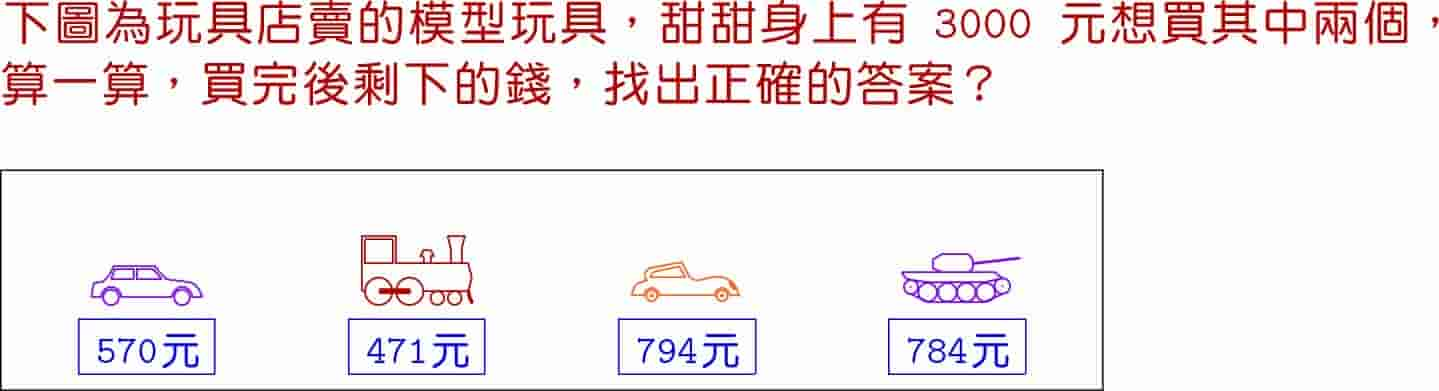 下圖為玩具店賣的模型玩具，甜甜身上有 3000 元想買其中兩個，
算一算，買完後剩下的錢，找出正確的答案？
570元 471元 794元 784元